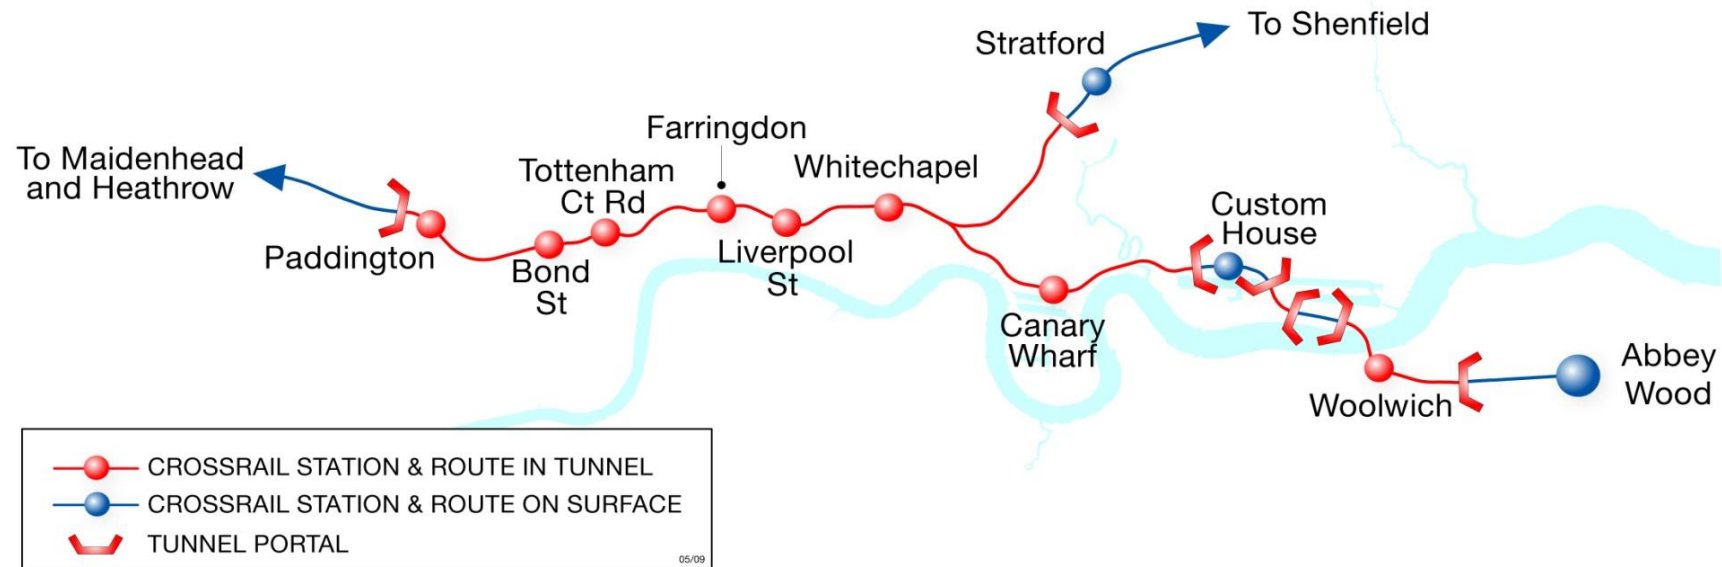 To Shenfield
Stratford
Farringdon
To Maidenhead
and Heathrow
Tottenham
Ct Rd
Whitechapel
Custom
House
Paddington
Bond
St
Liverpool
St
Canary
Wharf
Woolwich
Abbey
Wood
CROSSRAIL STATION & ROUTE IN TUNNEL
CROSSRAIL STATION & ROUTE ON SURFACE
TUNNEL PORTAL
05/09